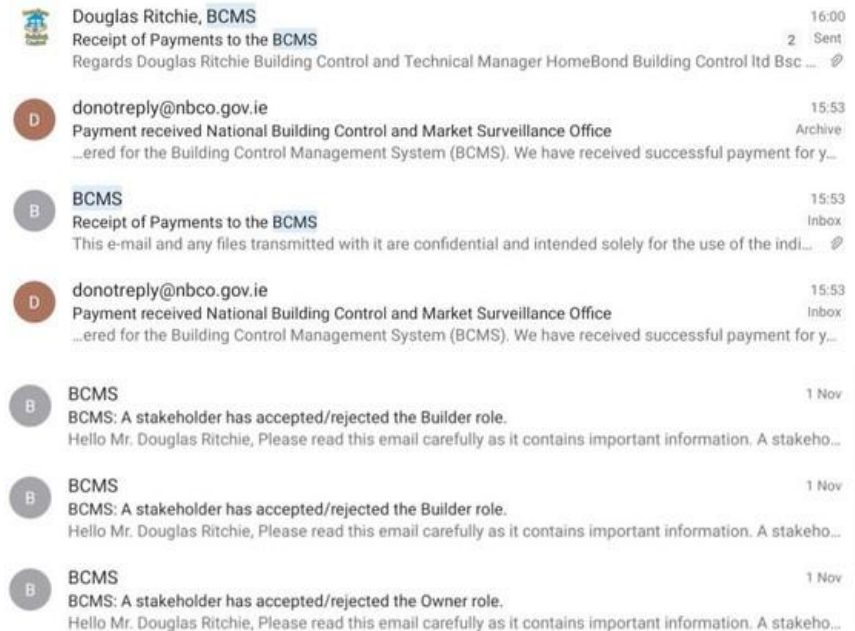 Douglas Ritchie, BCMS 16:00
Receipt of Payments to the BCMS 2 Sent
Regards Douglas Ritchie Building Control and Technical Manager HomeBond Building Control ltd Bsc ...
D donotreply@nbco.gov.ie 15:53
Payment received National Building Control and Market Surveillance Office Archive
...ered for the Building Control Management System (BCMS). We have received successful payment for y...
B BCMS 15:53
Receipt of Payments to the BCMS Inbox
This e-mail and any files transmitted with it are confidential and intended solely for the use of the indi...
D donotreply@nbco.gov.ie 15:53
Payment received National Building Control and Market Surveillance Office Inbox
...ered for the Building Control Management System (BCMS). We have received successful payment for y...
B BCMS 1 Nov
BCMS: A stakeholder has accepted/rejected the Builder role.
Hello Mr. Douglas Ritchie, Please read this email carefully as it contains important information. A stakeho...
B BCMS 1 Nov
BCMS: A stakeholder has accepted/rejected the Builder role.
Hello Mr. Douglas Ritchie, Please read this email carefully as it contains important information. A stakeho...
B BCMS 1 Nov
BCMS: A stakeholder has accepted/rejected the Owner role.
Hello Mr. Douglas Ritchie, Please read this email carefully as it contains important information. A stakeho...